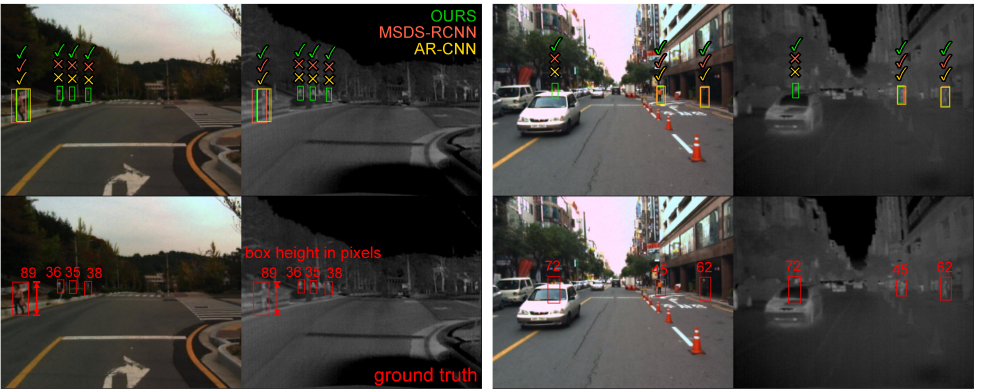 OURS
MSDS-RCNN
AR-CNN
box height in pixels
89 36 35 38
89 36 35 38
72 45 62
72 45 62
ground truth